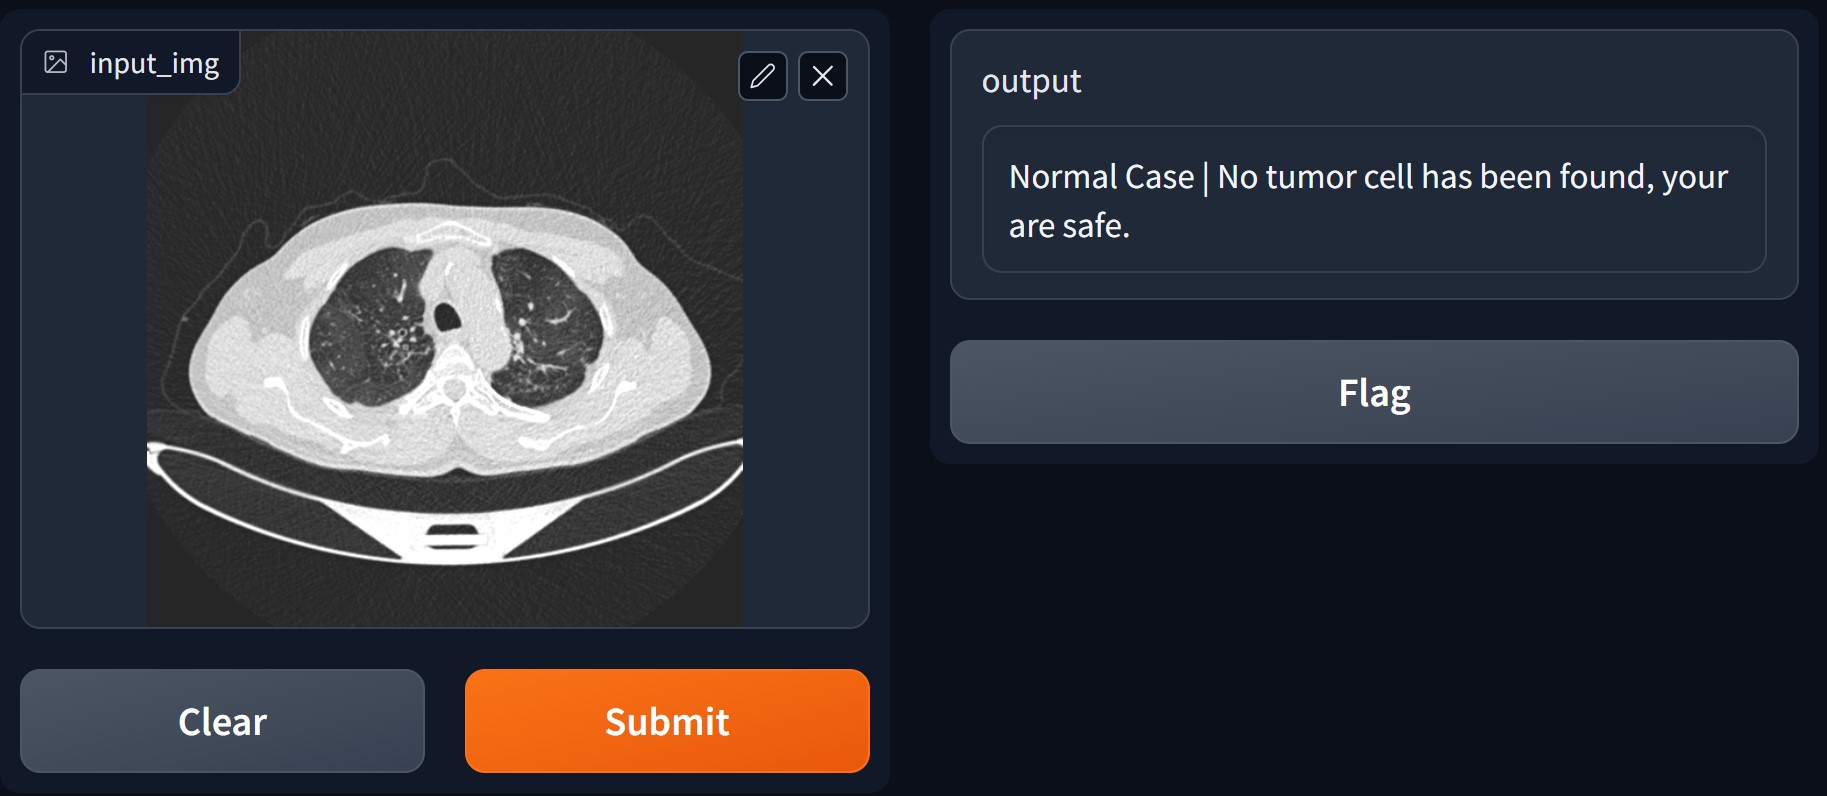 input_img
Clear
Submit
output
Normal Case | No tumor cell has been found, your
are safe.
Flag